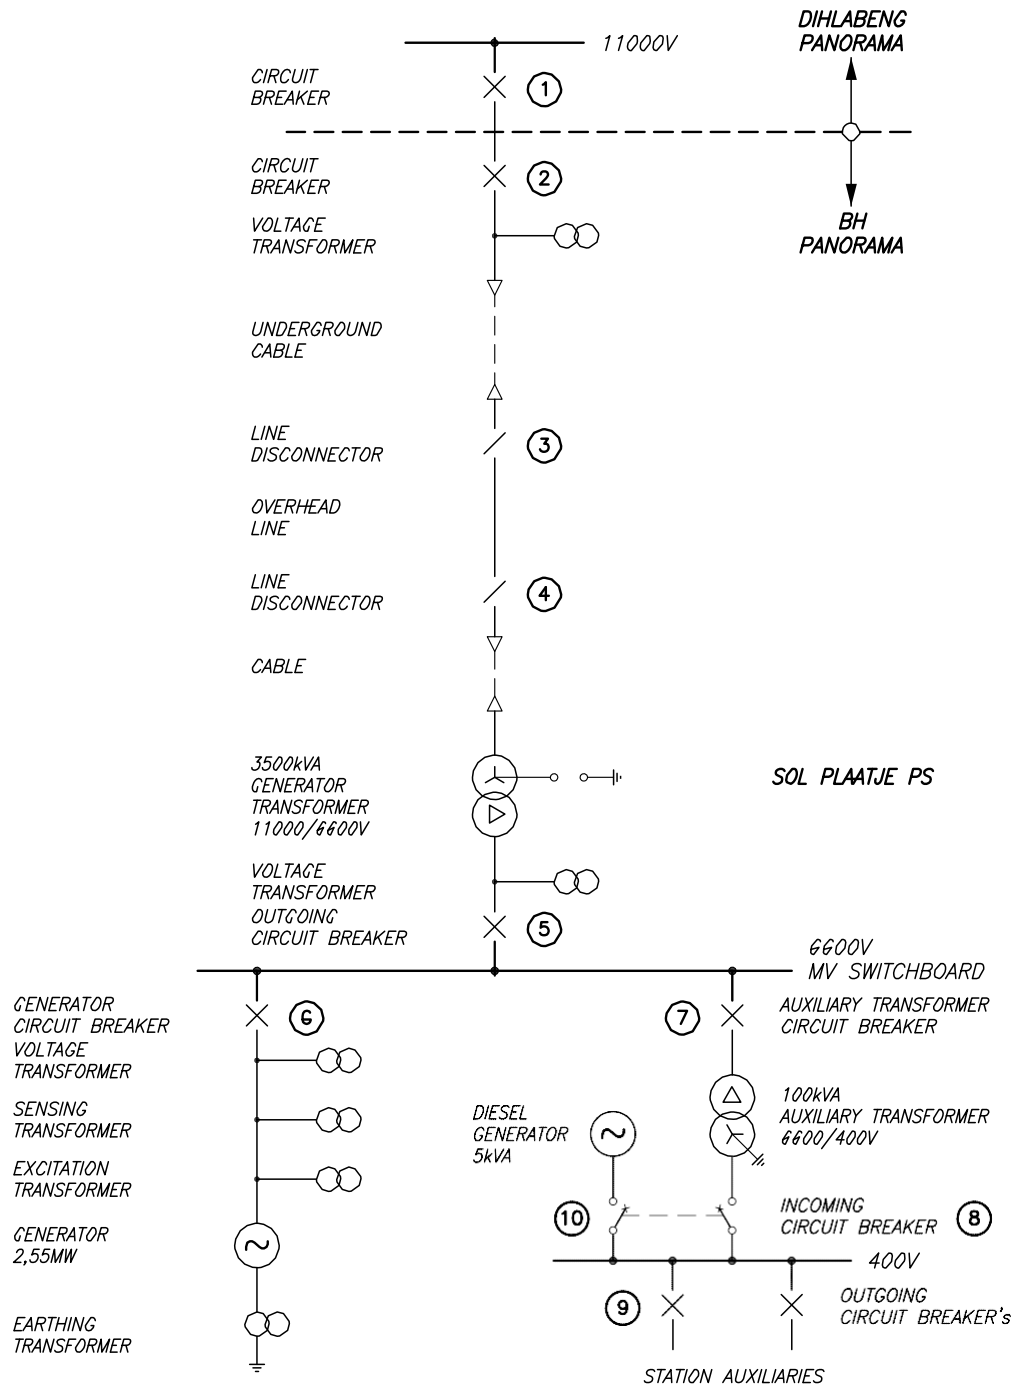 DIHLABENG
PANORAMA
11000V
CIRCUIT
BREAKER
1
CIRCUIT
BREAKER
2
VOLTAGE
TRANSFORMER
BH
PANORAMA
UNDERGROUND
CABLE
LINE
DISCONNECTOR
3
OVERHEAD
LINE
LINE
DISCONNECTOR
4
CABLE
3500kVA
GENERATOR
TRANSFORMER
11000/6600V
SOL PLAATJE PS
VOLTAGE
TRANSFORMER
OUTGOING
CIRCUIT BREAKER
5
6600V
MV SWITCHBOARD
GENERATOR
CIRCUIT BREAKER
6
7
AUXILIARY TRANSFORMER
CIRCUIT BREAKER
VOLTAGE
TRANSFORMER
SENSING
TRANSFORMER
DIESEL
GENERATOR
5kVA
100kVA
AUXILIARY TRANSFORMER
6600/400V
EXCITATION
TRANSFORMER
10
INCOMING
CIRCUIT BREAKER
8
GENERATOR
2,55MW
400V
9
OUTGOING
CIRCUIT BREAKER's
EARTHING
TRANSFORMER
STATION AUXILIARIES